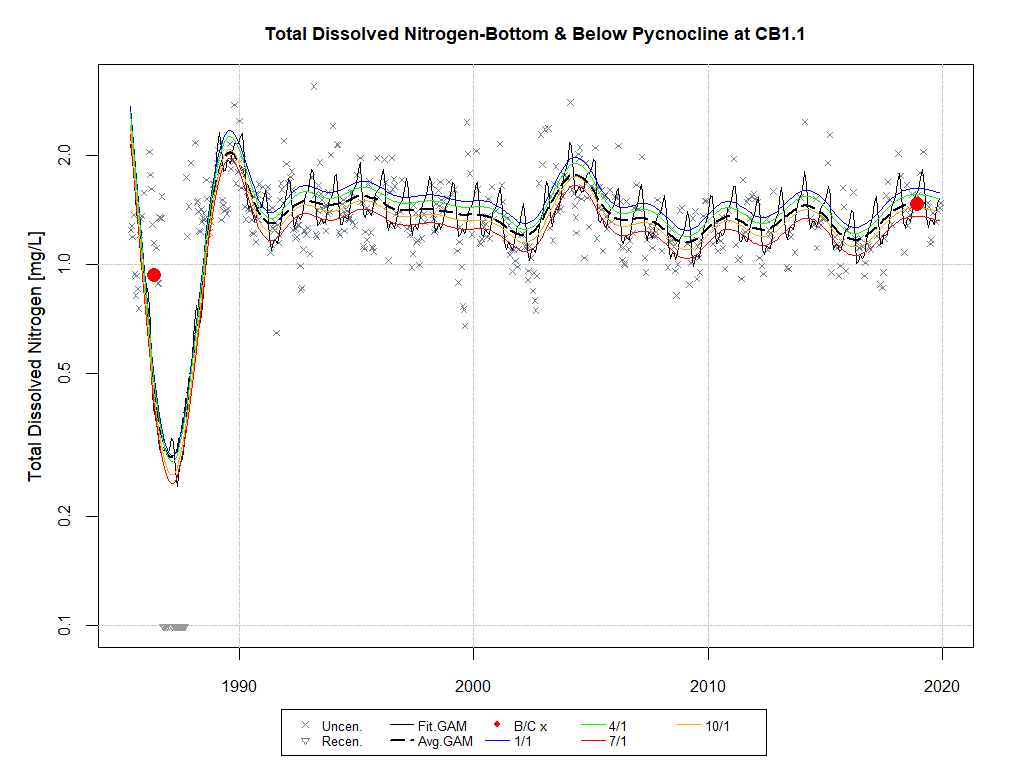 Total Dissolved Nitrogen-Bottom & Below Pycnocline at CB1.1
Total Dissolved Nitrogen [mg/L]
2.0
1.0
0.5
0.2
0.1
1990 2000 2010 2020
Uncen. Fit.GAM B/C x 4/1 10/1
Recen. Avg.GAM 1/1 7/1